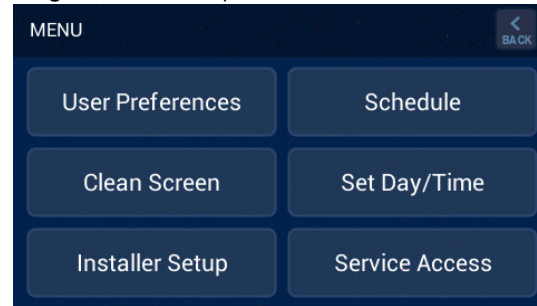 MENU
BACK
User Preferences
Schedule
Clean Screen
Set Day/Time
Installer Setup
Service Access